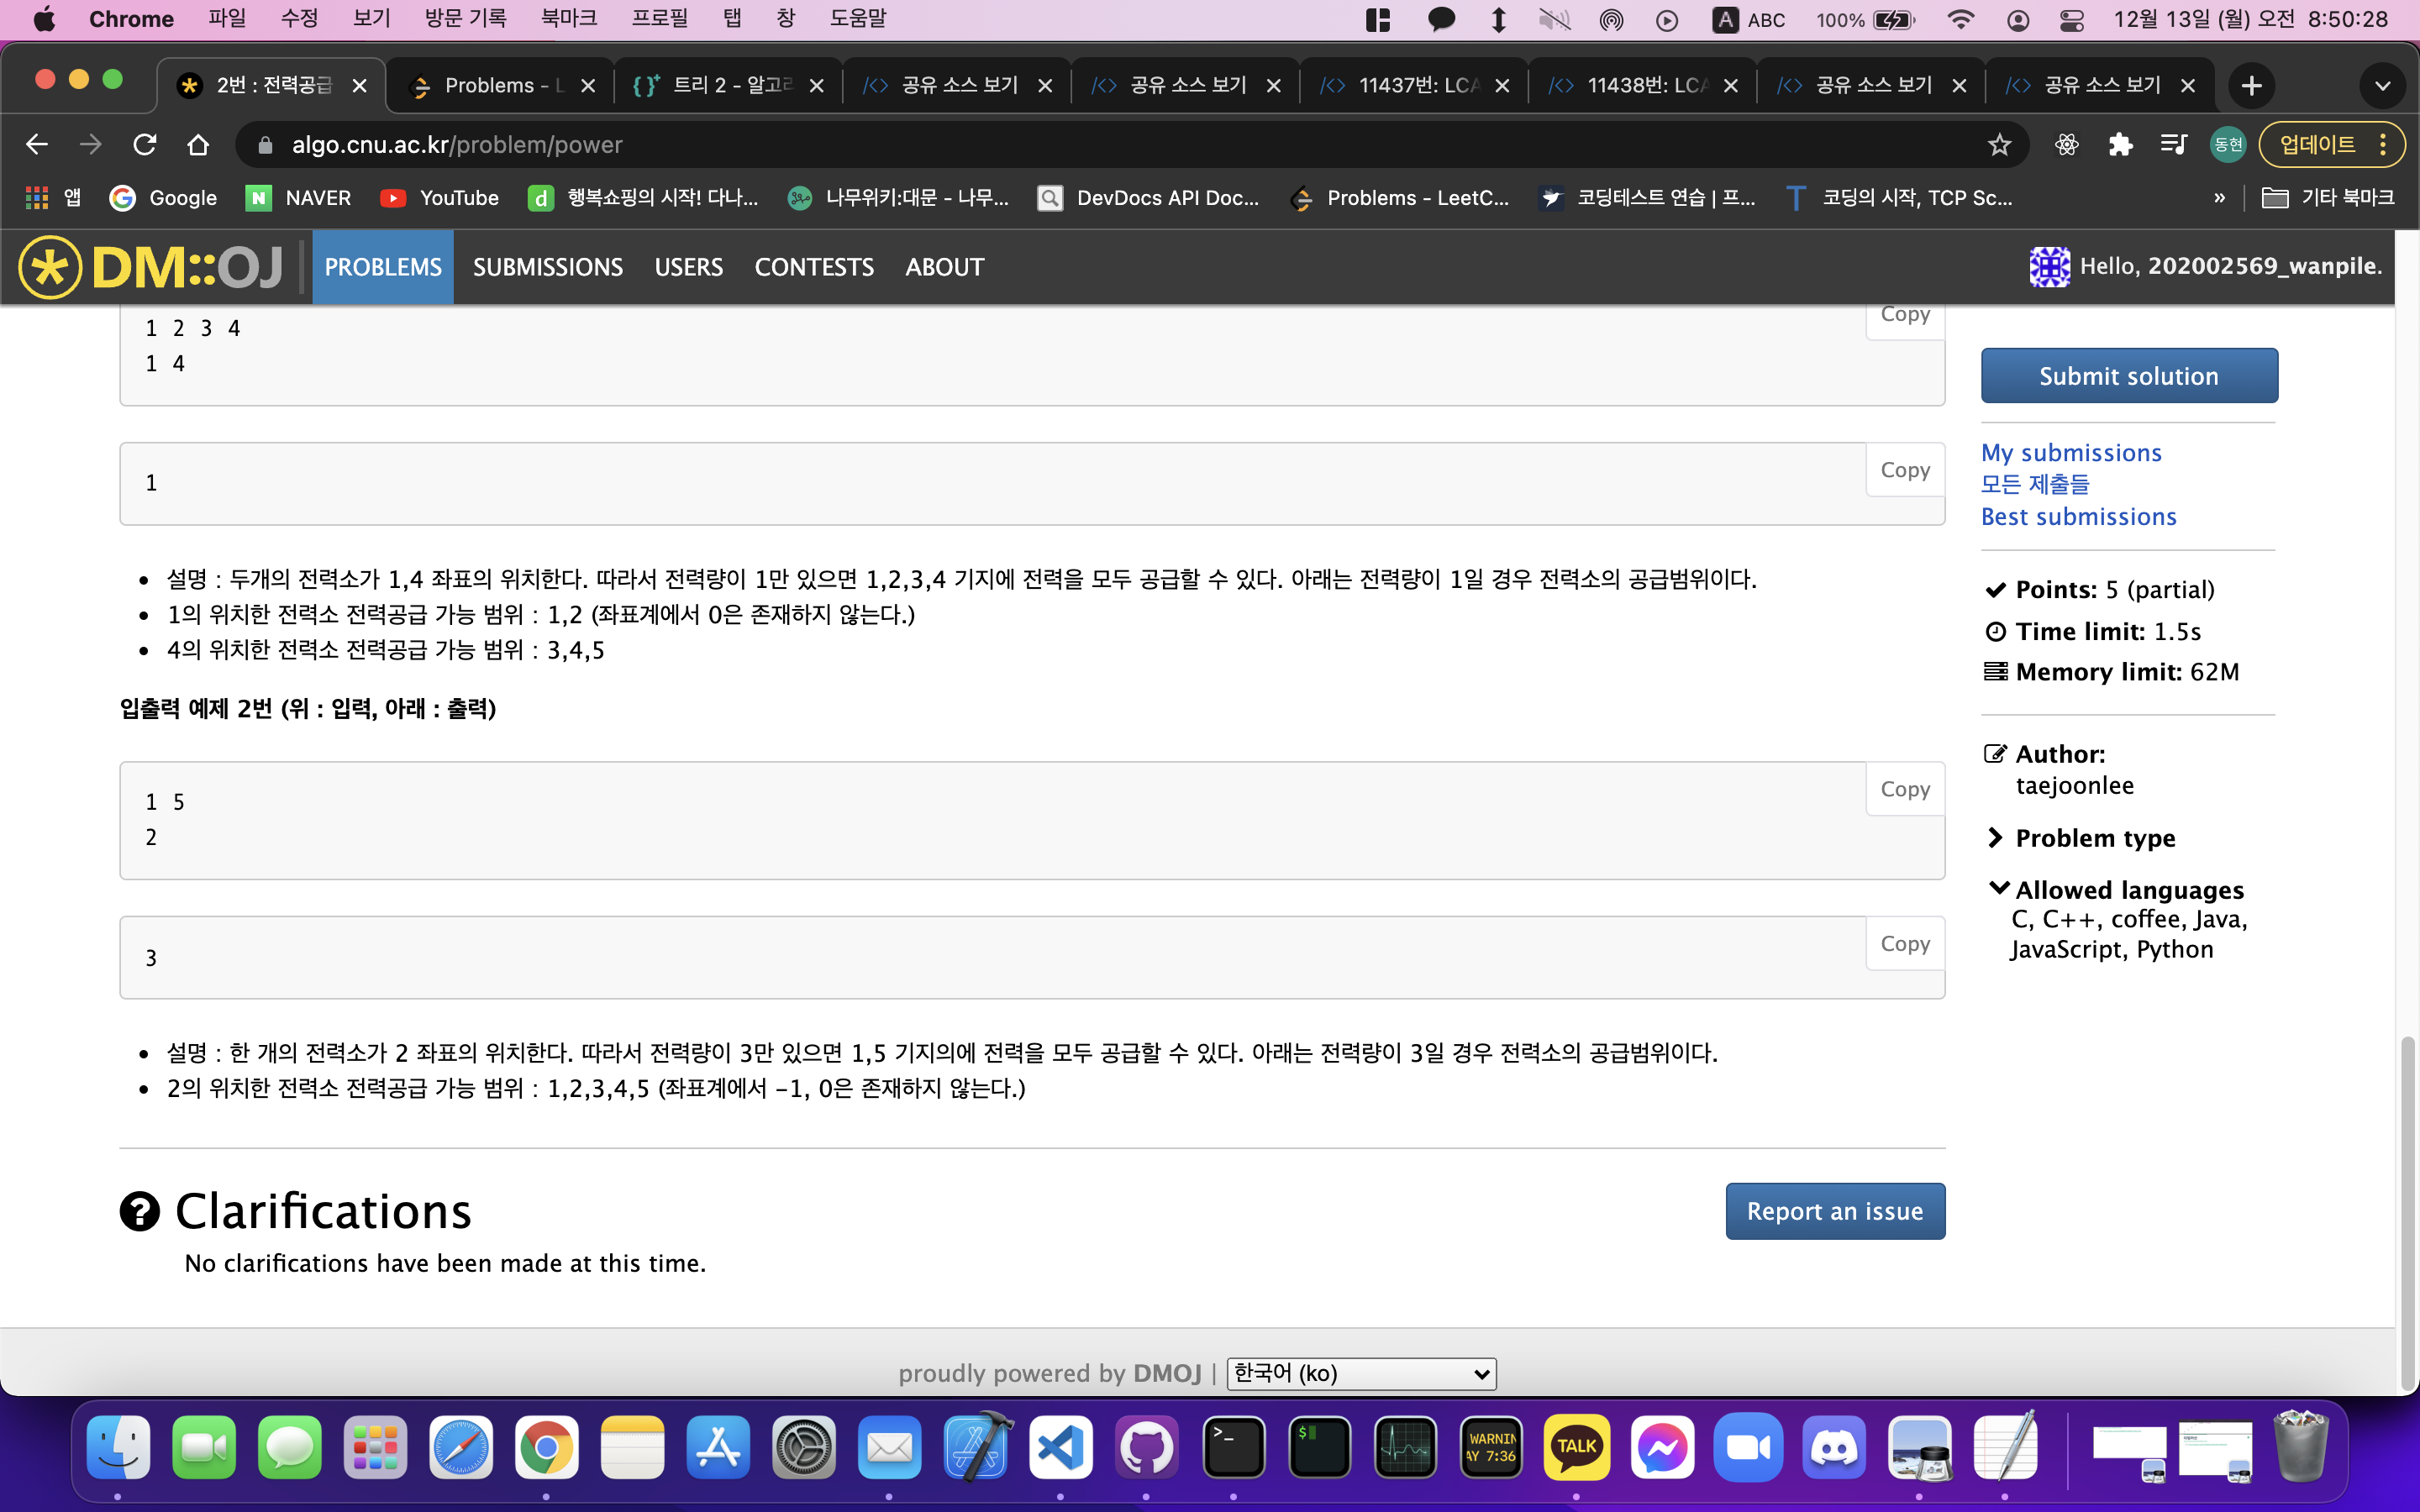 Chrome 파일 수정 보기 방문 기록 북마크 프로필 탭 창 도움말 A ABC 100% 12월 13일 (월) 오전 8:50:28
2번 : 전력공급 Problems - L 트리 2 - 알고리 공유 소스 보기 공유 소스 보기 11437번: LCA 11438번: LCA 공유 소스 보기 공유 소스 보기
algo.cnu.ac.kr/problem/power 동현 업데이트
앱 Google NAVER YouTube 행복쇼핑의 시작! 다나... 나무위키:대문 - 나무... DevDocs API Doc... Problems - LeetC... 코딩테스트 연습 | 프... 코딩의 시작, TCP Sc... » 기타 북마크
DM::OJ PROBLEMS SUBMISSIONS USERS CONTESTS ABOUT Hello, 202002569_wanpile.
Copy
1 2 3 4
1 4
Copy
1
설명 : 두개의 전력소가 1,4 좌표의 위치한다. 따라서 전력량이 1만 있으면 1,2,3,4 기지에 전력을 모두 공급할 수 있다. 아래는 전력량이 1일 경우 전력소의 공급범위이다.
1의 위치한 전력소 전력공급 가능 범위 : 1,2 (좌표계에서 0은 존재하지 않는다.)
4의 위치한 전력소 전력공급 가능 범위 : 3,4,5
입출력 예제 2번 (위 : 입력, 아래 : 출력)
Copy
1 5
2
Copy
3
설명 : 한 개의 전력소가 2 좌표의 위치한다. 따라서 전력량이 3만 있으면 1,5 기지의에 전력을 모두 공급할 수 있다. 아래는 전력량이 3일 경우 전력소의 공급범위이다.
2의 위치한 전력소 전력공급 가능 범위 : 1,2,3,4,5 (좌표계에서 -1, 0은 존재하지 않는다.)
Clarifications
Report an issue
No clarifications have been made at this time.
Submit solution
My submissions
모든 제출들
Best submissions
Points: 5 (partial)
Time limit: 1.5s
Memory limit: 62M
Author:
taejoonlee
Problem type
Allowed languages
C, C++, coffee, Java,
JavaScript, Python
proudly powered by DMOJ | 한국어 (ko)
WARNIN
AY 7:36
TALK